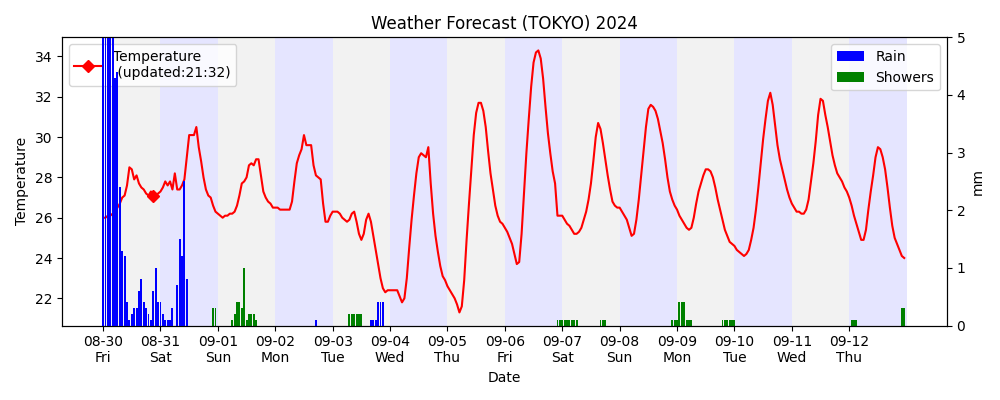 Weather Forecast (TOKYO) 2024
Temperature
(updated:21:32)
Rain
Showers
34
32
30
28
26
24
22
Temperature
5
4
3
2
1
0
mm
08-30 08-31 09-01 09-02 09-03 09-04 09-05 09-06 09-07 09-08 09-09 09-10 09-11 09-12
Fri Sat Sun Mon Tue Wed Thu Fri Sat Sun Mon Tue Wed Thu
Date